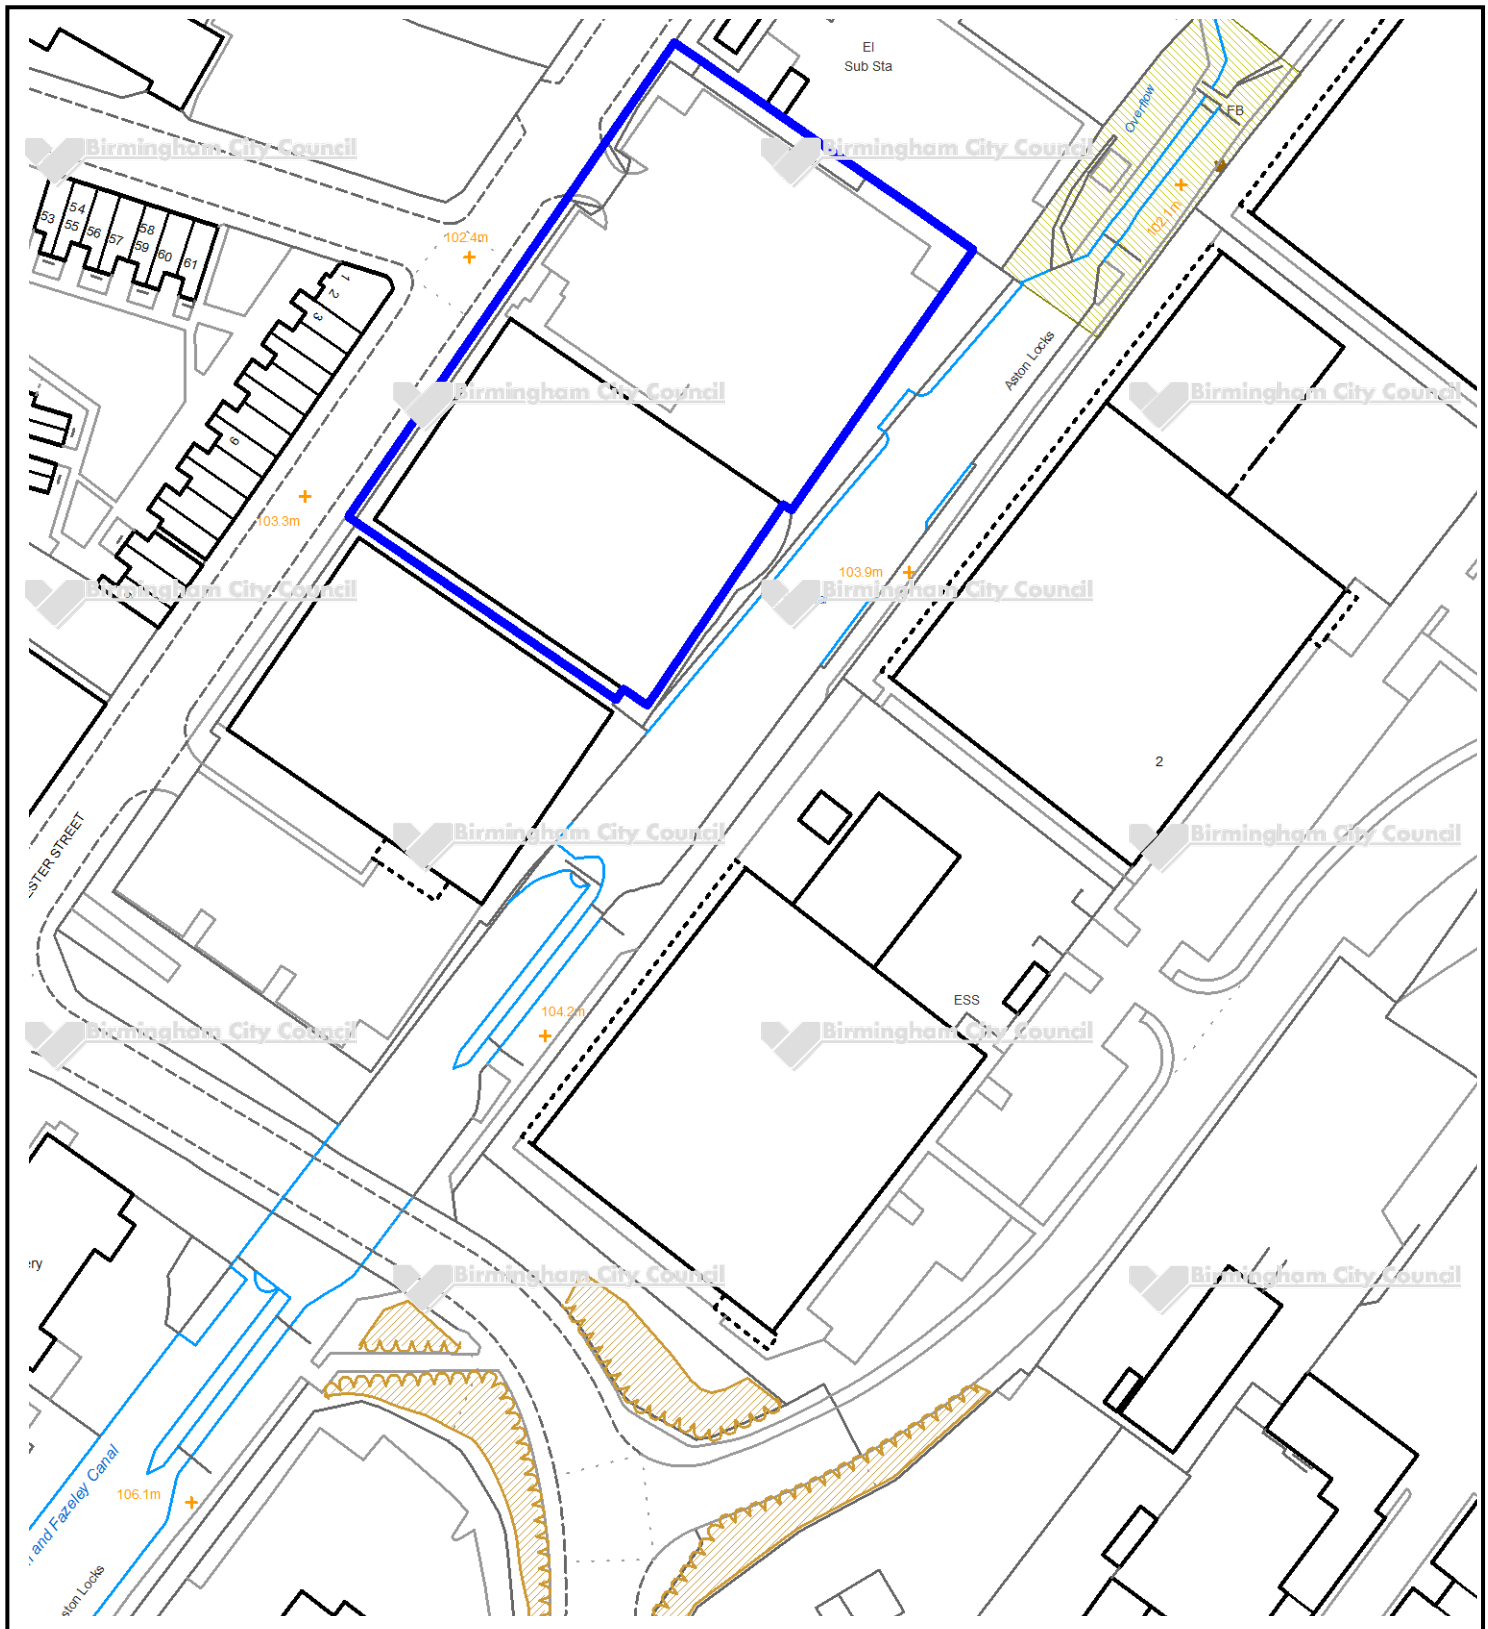 El
Sub Sta
Overflow
FB
Birmingham City Council
Birmingham City Council
53
54
55
56
57
58
59
60
61
102.4m
102.1m
1
2
3
Aston Locks
Birmingham City Council
Birmingham City Council
9
103.3m
103.9m
Birmingham City Council
Birmingham City Council
2
ESTER STREET
Birmingham City Council
Birmingham City Council
ESS
104.2m
Birmingham City Council
Birmingham City Council
ery
Birmingham City Council
Birmingham City Council
106.1m
and Fazeley Canal
ston Locks